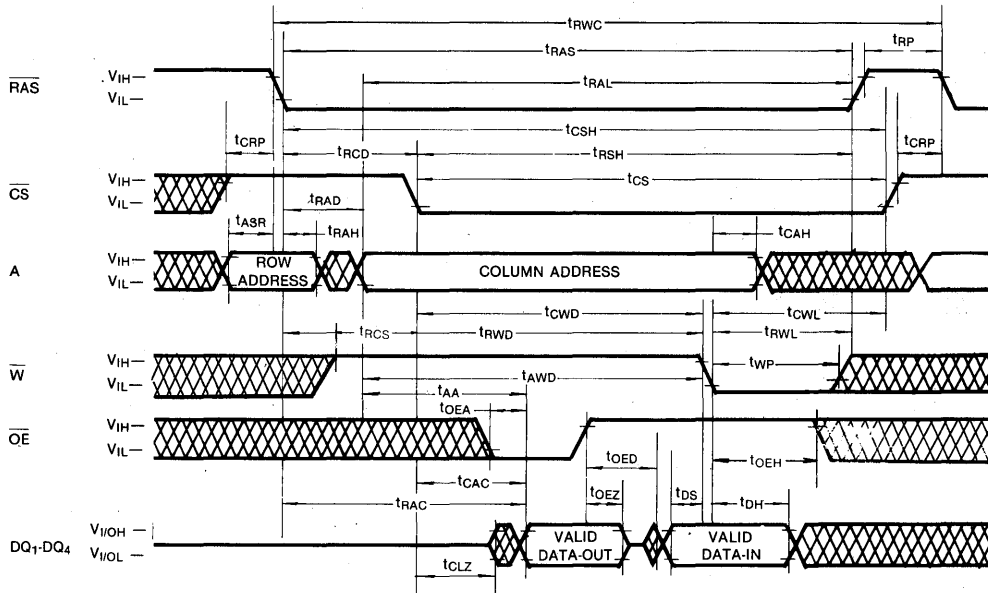 tRWC
tRAS
tRP
RAS
VIH
VIL
tRAL
tCSH
tCRP
tRCD
tRSH
tCRP
CS
VIH
VIL
tCS
tRAD
tASR
tRAH
tCAH
A
VIH
VIL
ROW ADDRESS
COLUMN ADDRESS
tCWD
tCWL
tRCS
tRWD
tRWL
W
VIH
VIL
tWP
tAWD
tAA
tOEA
OE
VIH
VIL
tOED
tOEH
tCAC
tRAC
tOEZ
tDS
tDH
DQ1-DQ4
VI/OH
VI/OL
VALID DATA-OUT
VALID DATA-IN
tCLZ